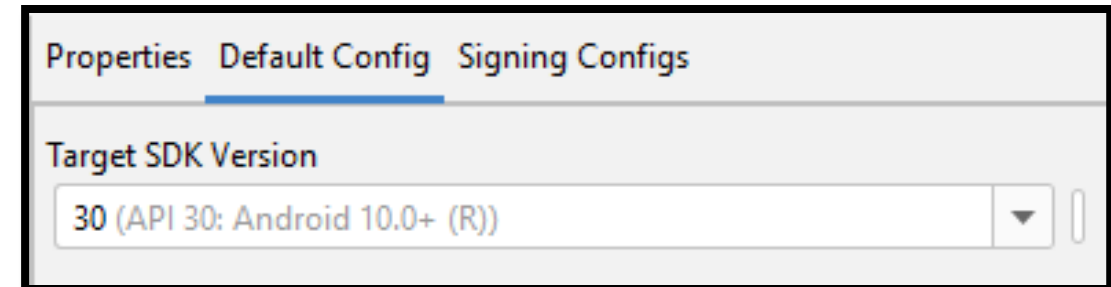 Properties Default Config Signing Configs
Target SDK Version
30 (API 30: Android 10.0+ (R))